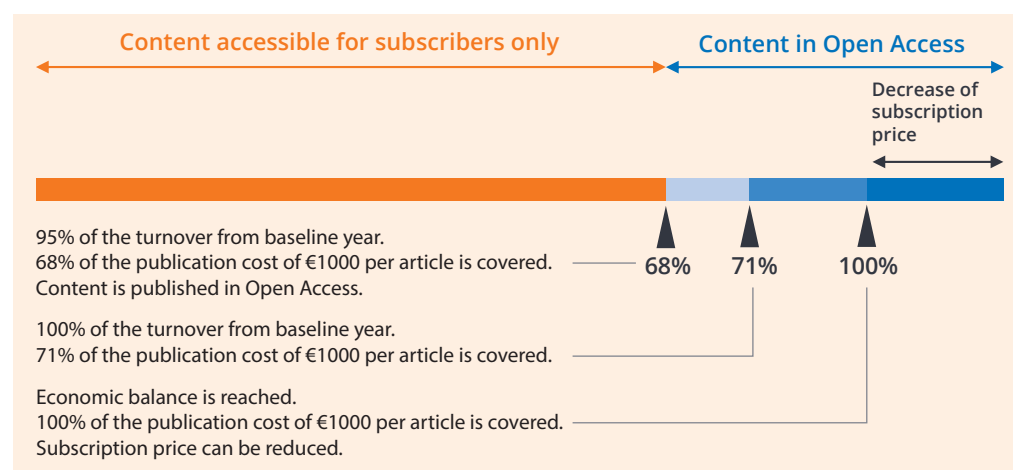 Content accessible for subscribers only
Content in Open Access
Decrease of
subscription
price
95% of the turnover from baseline year.
68% of the publication cost of €1000 per article is covered.
Content is published in Open Access.
68%
71%
100%
100% of the turnover from baseline year.
71% of the publication cost of €1000 per article is covered.
Economic balance is reached.
100% of the publication cost of €1000 per article is covered.
Subscription price can be reduced.